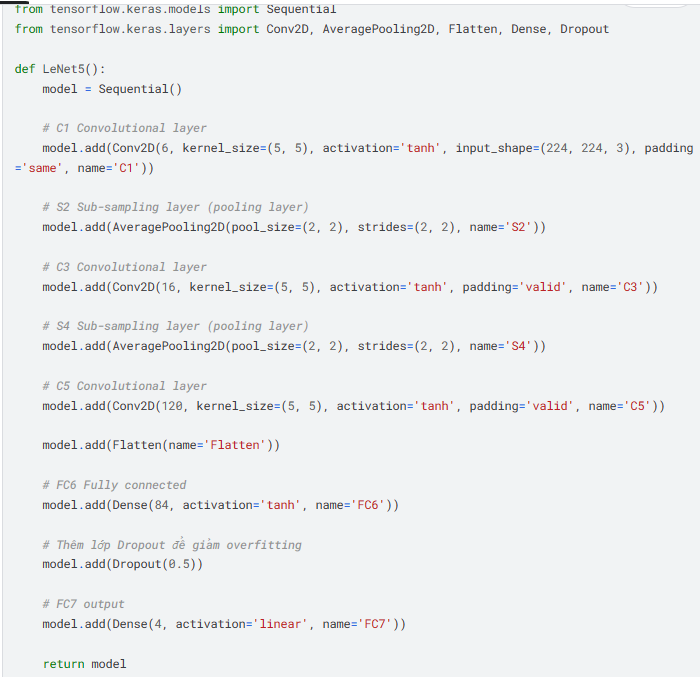 from tensorflow.keras.models import Sequential
from tensorflow.keras.layers import Conv2D, AveragePooling2D, Flatten, Dense, Dropout
def LeNet5():
    model = Sequential()
    # C1 Convolutional layer
    model.add(Conv2D(6, kernel_size=(5, 5), activation='tanh', input_shape=(224, 224, 3), padding
='same', name='C1'))
    # S2 Sub-sampling layer (pooling layer)
    model.add(AveragePooling2D(pool_size=(2, 2), strides=(2, 2), name='S2'))
    # C3 Convolutional layer
    model.add(Conv2D(16, kernel_size=(5, 5), activation='tanh', padding='valid', name='C3'))
    # S4 Sub-sampling layer (pooling layer)
    model.add(AveragePooling2D(pool_size=(2, 2), strides=(2, 2), name='S4'))
    # C5 Convolutional layer
    model.add(Conv2D(120, kernel_size=(5, 5), activation='tanh', padding='valid', name='C5'))
    model.add(Flatten(name='Flatten'))
    # FC6 Fully connected
    model.add(Dense(84, activation='tanh', name='FC6'))
    # Thêm lớp Dropout để giảm overfitting
    model.add(Dropout(0.5))
    # FC7 output
    model.add(Dense(4, activation='linear', name='FC7'))
    return model